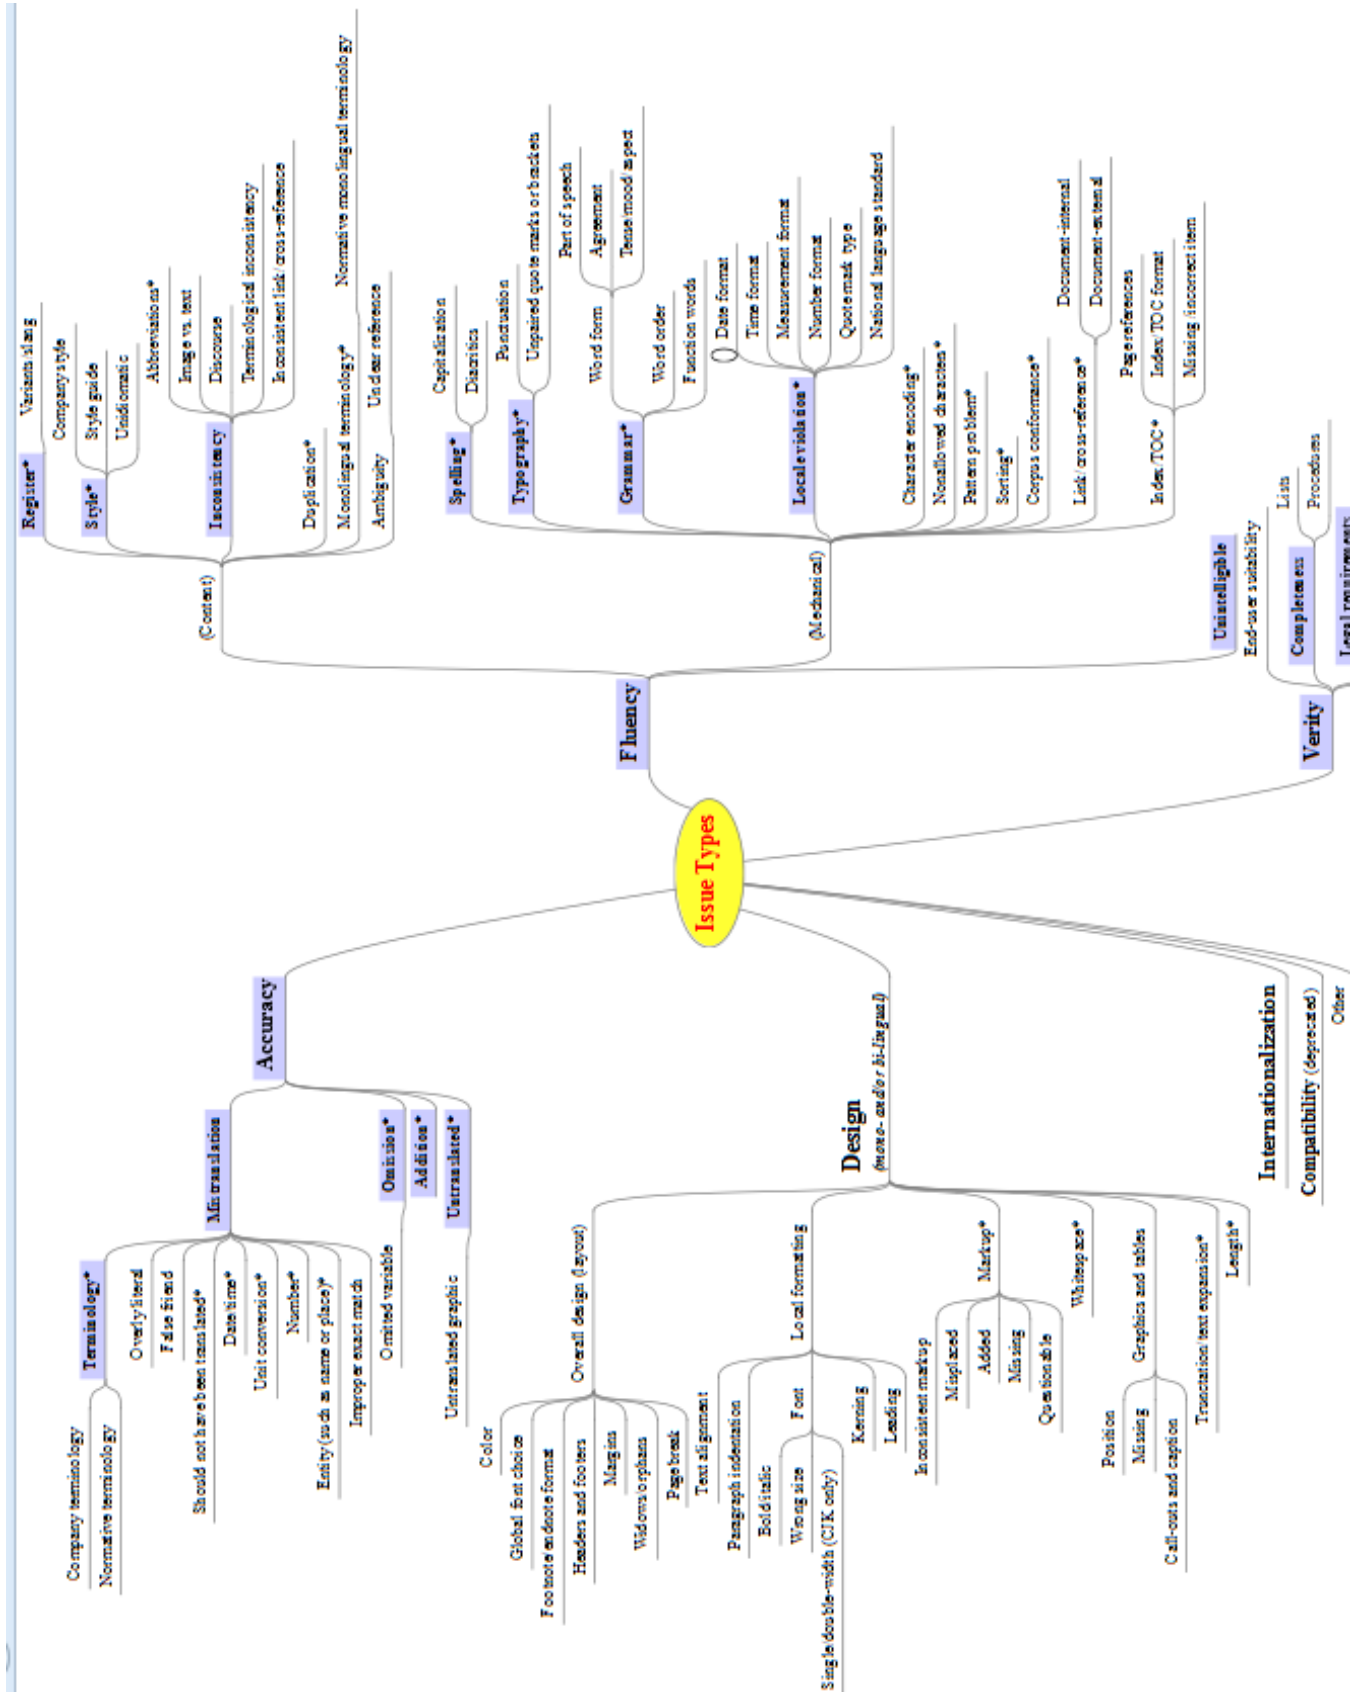 Issue Types
Accuracy
Mistranslation
Terminology*
Company terminology
Normative terminology
Overly literal
False friend
Should not have been translated*
Date/time*
Unit conversion*
Number*
Entity (such as name or place)*
Improper exact match
Omission*
Omitted variable
Addition*
Untranslated*
Untranslated graphic
Design
(mono- and/or bi-lingual)
Overall design (layout)
Color
Global font choice
Footnote/endnote format
Headers and footers
Margins
Widows/orphans
Page break
Local formatting
Text alignment
Paragraph indentation
Font
Bold/italic
Wrong size
Single/double-width (CJK only)
Kerning
Leading
Markup*
Inconsistent markup
Misplaced
Added
Missing
Questionable
Whitespace*
Graphics and tables
Position
Missing
Call-outs and caption
Truncation/text expansion*
Length*
Internationalization
Compatibility (deprecated)
Other
Fluency
(Content)
Register*
Variants/slang
Style*
Company style
Style guide
Unidiomatic
Inconsistency
Abbreviations*
Image vs. text
Discourse
Terminological inconsistency
Inconsistent link/cross-reference
Duplication*
Monolingual terminology*
Normative monolingual terminology
Ambiguity
Unclear reference
(Mechanical)
Spelling*
Capitalization
Diacritics
Typography*
Punctuation
Unpaired quote marks or brackets
Grammar*
Word form
Part of speech
Agreement
Tense/mood/aspect
Word order
Function words
Locale violation*
Date format
Time format
Measurement format
Number format
Quote mark type
National language standard
Character encoding*
Nonallowed characters*
Pattern problem*
Sorting*
Corpus conformance*
Link/cross-reference*
Document-internal
Document-external
Index/TOC*
Page references
Index/TOC format
Missing/incorrect item
Unintelligible
Verity
End-user suitability
Completeness
Lists
Procedures
Legal requirements